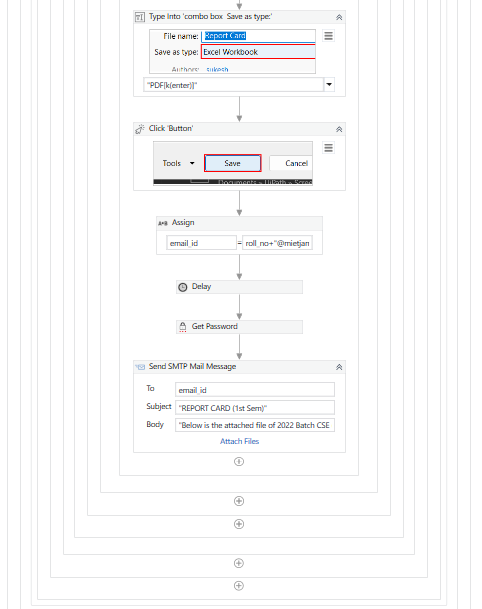 Type Into 'combo box  Save as type:'
File name: Report Card
Save as type: Excel Workbook
Authors: sukesh
"PDF[k(enter)]"
Click 'Button'
Tools Save Cancel
Documents > UiPath > Scree
Assign
email_id = roll_no+"@mietjan
Delay
Get Password
Send SMTP Mail Message
To email_id
Subject "REPORT CARD (1st Sem)"
Body "Below is the attached file of 2022 Batch CSE
Attach Files